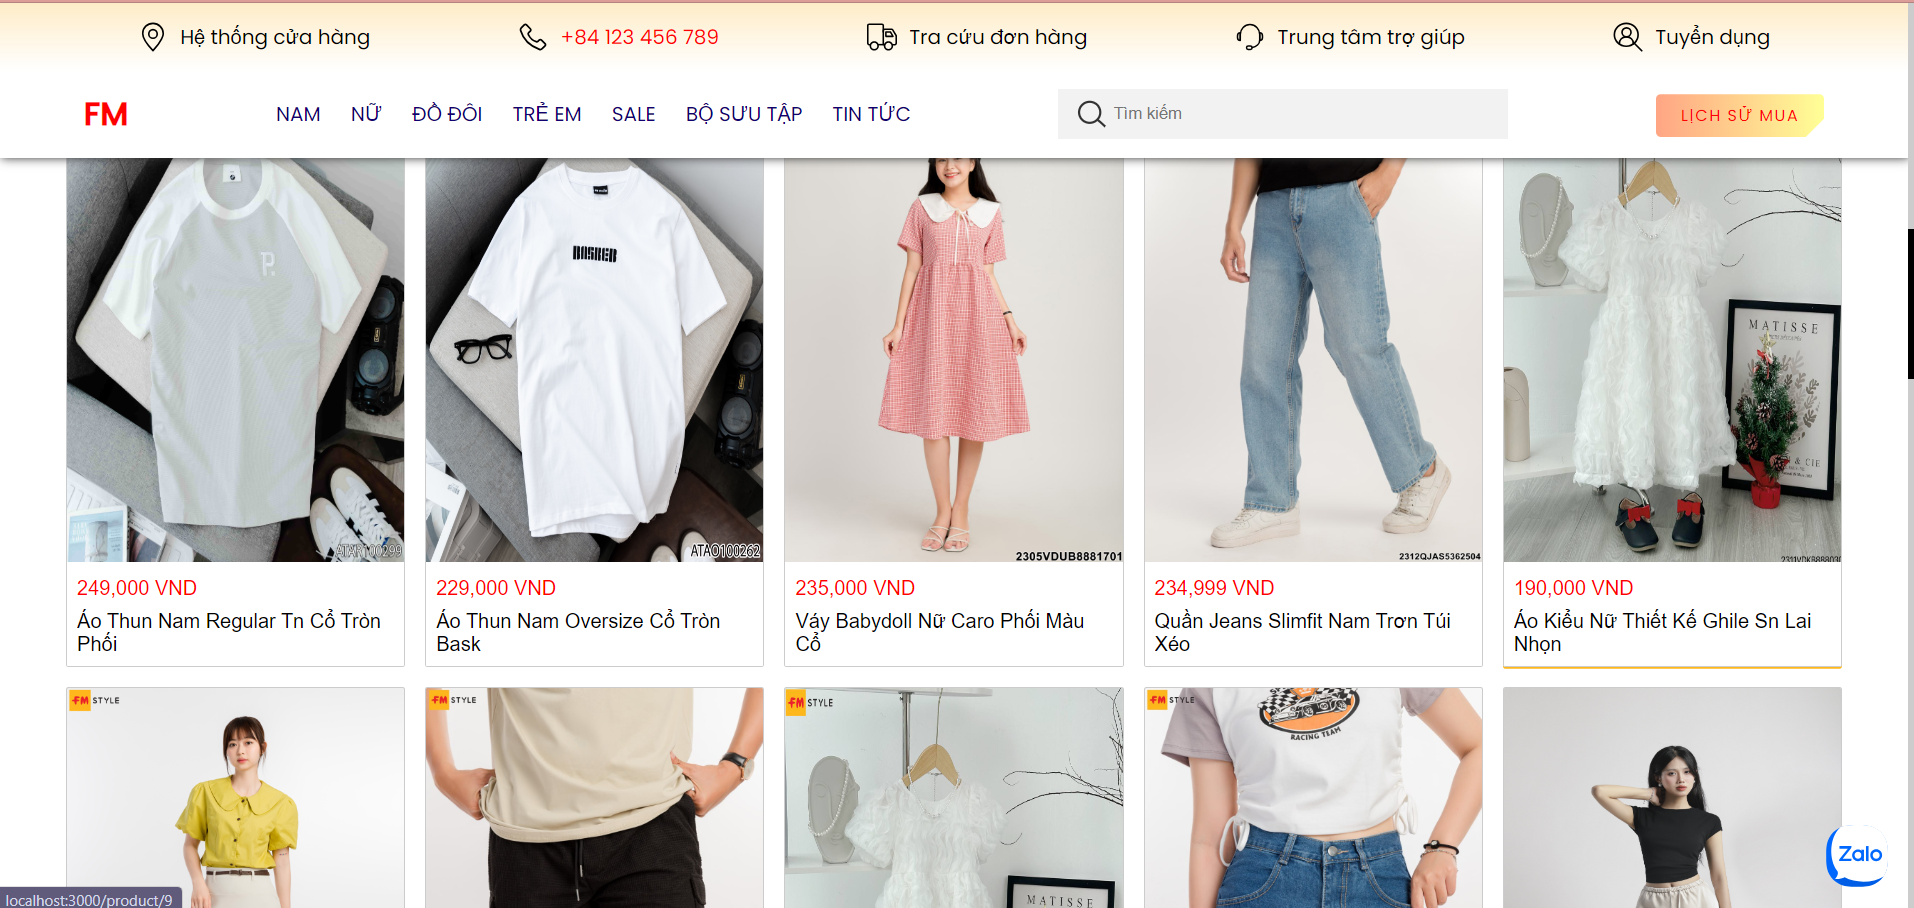 Hệ thống cửa hàng
+84 123 456 789
Tra cứu đơn hàng
Trung tâm trợ giúp
Tuyển dụng
FM
NAM
NỮ
ĐỒ ĐÔI
TRẺ EM
SALE
BỘ SƯU TẬP
TIN TỨC
Tìm kiếm
LỊCH SỬ MUA
P.
BASKER
MATISSE
& CIE
ATAR100299
ATAO100262
2305VDUB8881701
2312QJAS5362504
249,000 VND
Áo Thun Nam Regular Tn Cổ Tròn
Phối
229,000 VND
Áo Thun Nam Oversize Cổ Tròn
Bask
235,000 VND
Váy Babydoll Nữ Caro Phối Màu
Cổ
234,999 VND
Quần Jeans Slimfit Nam Trơn Túi
Xéo
190,000 VND
Áo Kiểu Nữ Thiết Kế Ghile Sn Lai
Nhọn
FM STYLE
FM STYLE
FM STYLE
FM STYLE
RACING TEAM
MATISSE
Zalo
localhost:3000/product/9